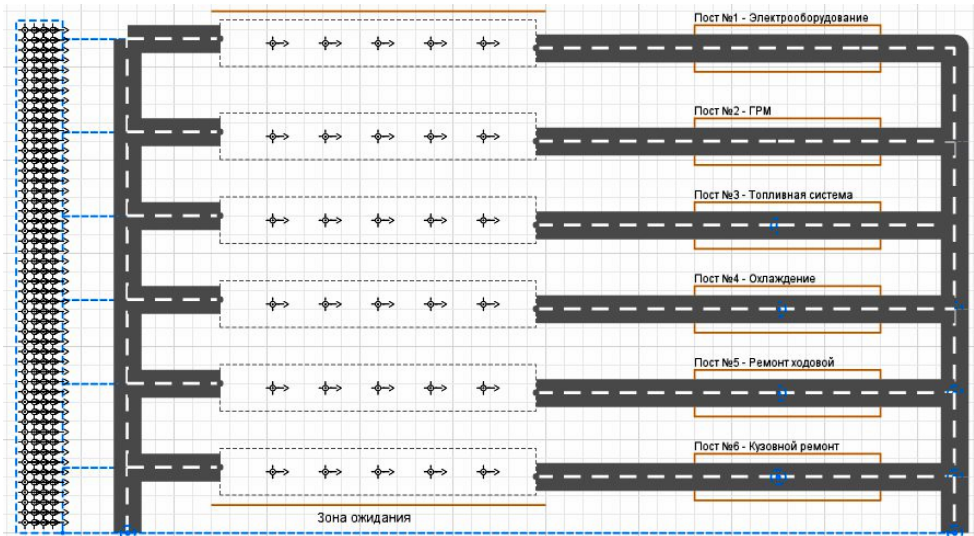 Пост №1 - Электрооборудование
Пост №2 - ГРМ
Пост №3 - Топливная система
Пост №4 - Охлаждение
Пост №5 - Ремонт ходовой
Пост №6 - Кузовной ремонт
Зона ожидания